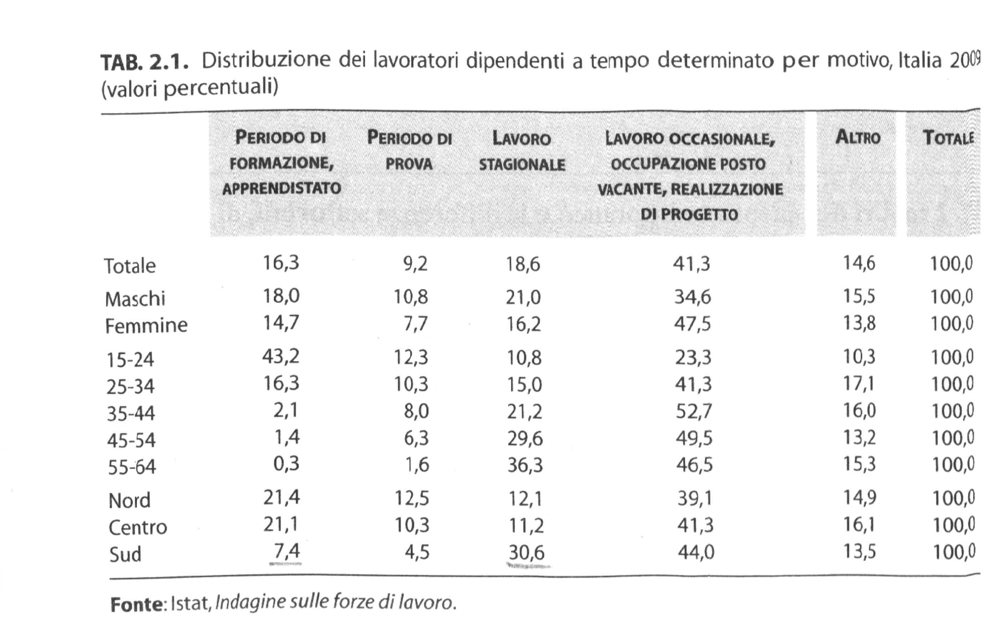 TAB. 2.1. Distribuzione dei lavoratori dipendenti a tempo determinato per motivo, Italia 2009
(valori percentuali)
PERIODO DI FORMAZIONE, APPRENDISTATO PERIODO DI PROVA LAVORO STAGIONALE LAVORO OCCASIONALE, OCCUPAZIONE POSTO VACANTE, REALIZZAZIONE DI PROGETTO ALTRO TOTALE
Totale 16,3 9,2 18,6 41,3 14,6 100,0
Maschi 18,0 10,8 21,0 34,6 15,5 100,0
Femmine 14,7 7,7 16,2 47,5 13,8 100,0
15-24 43,2 12,3 10,8 23,3 10,3 100,0
25-34 16,3 10,3 15,0 41,3 17,1 100,0
35-44 2,1 8,0 21,2 52,7 16,0 100,0
45-54 1,4 6,3 29,6 49,5 13,2 100,0
55-64 0,3 1,6 36,3 46,5 15,3 100,0
Nord 21,4 12,5 12,1 39,1 14,9 100,0
Centro 21,1 10,3 11,2 41,3 16,1 100,0
Sud 7,4 4,5 30,6 44,0 13,5 100,0
Fonte: Istat, Indagine sulle forze di lavoro.